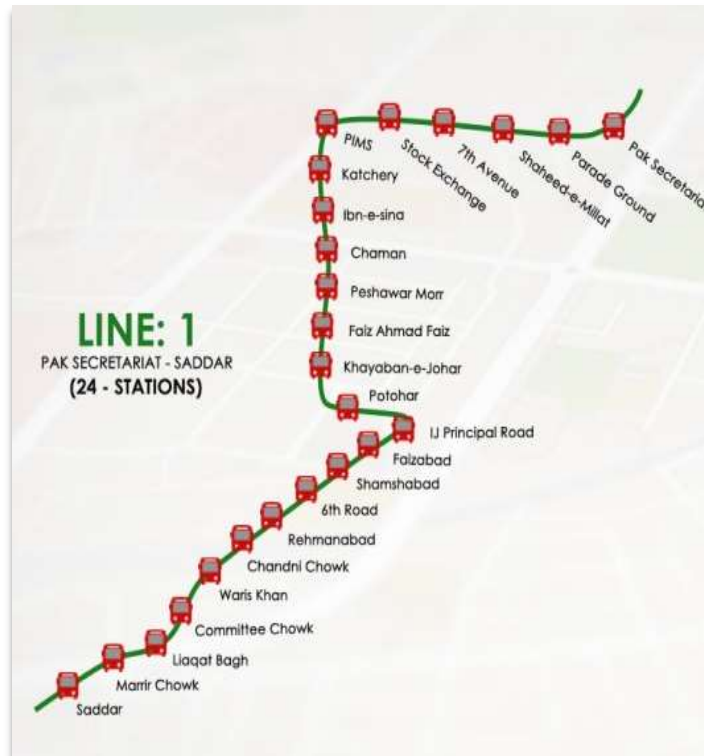 PIMS
Stock Exchange
7th Avenue
Shaheed-e-Millat
Parade Ground
Pak Secretariat
Katchery
Ibn-e-sina
Chaman
Peshawar Morr
Faiz Ahmad Faiz
Khayaban-e-Johar
Potohar
IJ Principal Road
Faizabad
Shamshabad
6th Road
Rehmanabad
Chandni Chowk
Waris Khan
Committee Chowk
Liaqat Bagh
Marrir Chowk
Saddar
LINE: 1
PAK SECRETARIAT - SADDAR
(24 - STATIONS)